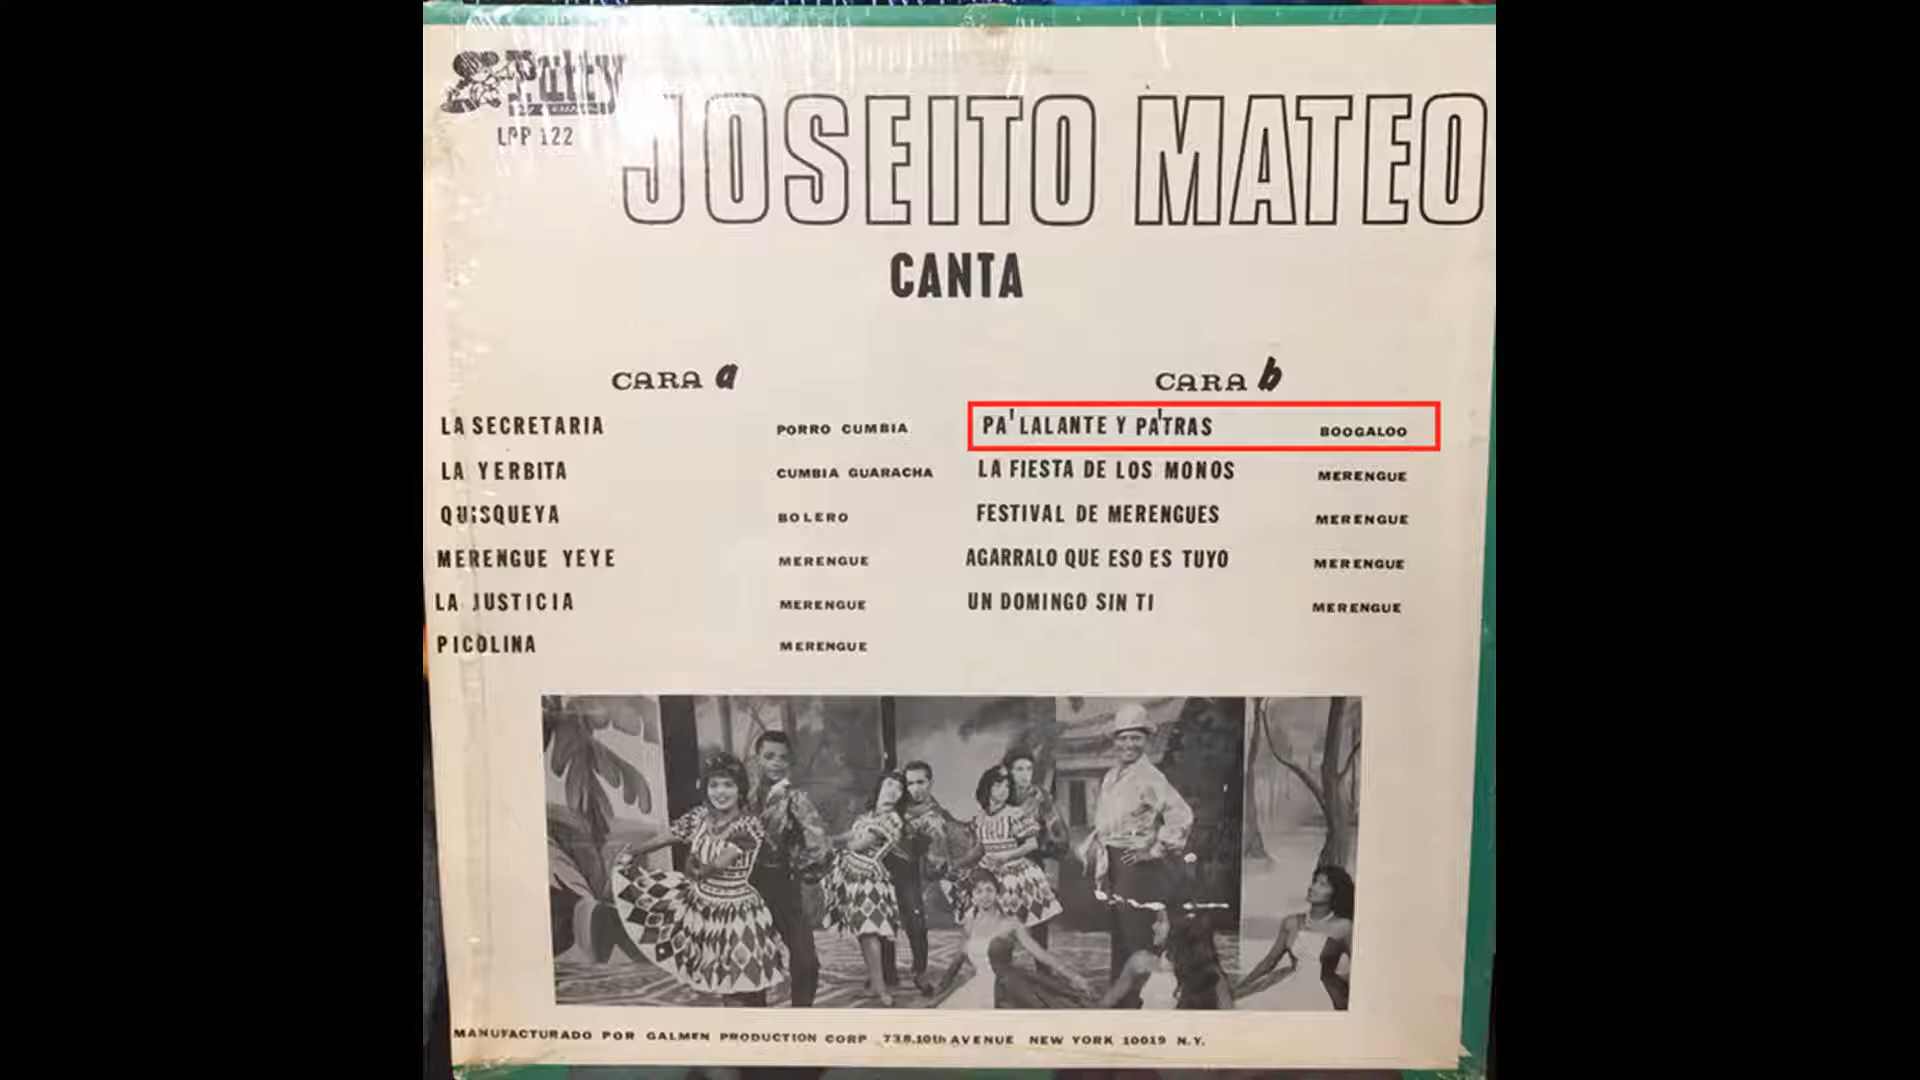 Patty
LPP 122
JOSEITO MATEO
CANTA
CARA a
LA SECRETARIA PORRO CUMBIA
LA YERBITA CUMBIA GUARACHA
QUISQUEYA BOLERO
MERENGUE YEYE MERENGUE
LA JUSTICIA MERENGUE
PICOLINA MERENGUE
CARA b
PA' LALANTE Y PA'TRAS BOOGALOO
LA FIESTA DE LOS MONOS MERENGUE
FESTIVAL DE MERENGUES MERENGUE
AGARRALO QUE ESO ES TUYO MERENGUE
UN DOMINGO SIN TI MERENGUE
MANUFACTURADO POR GALMEN PRODUCTION CORP 738.10th AVENUE NEW YORK 10019 N.Y.